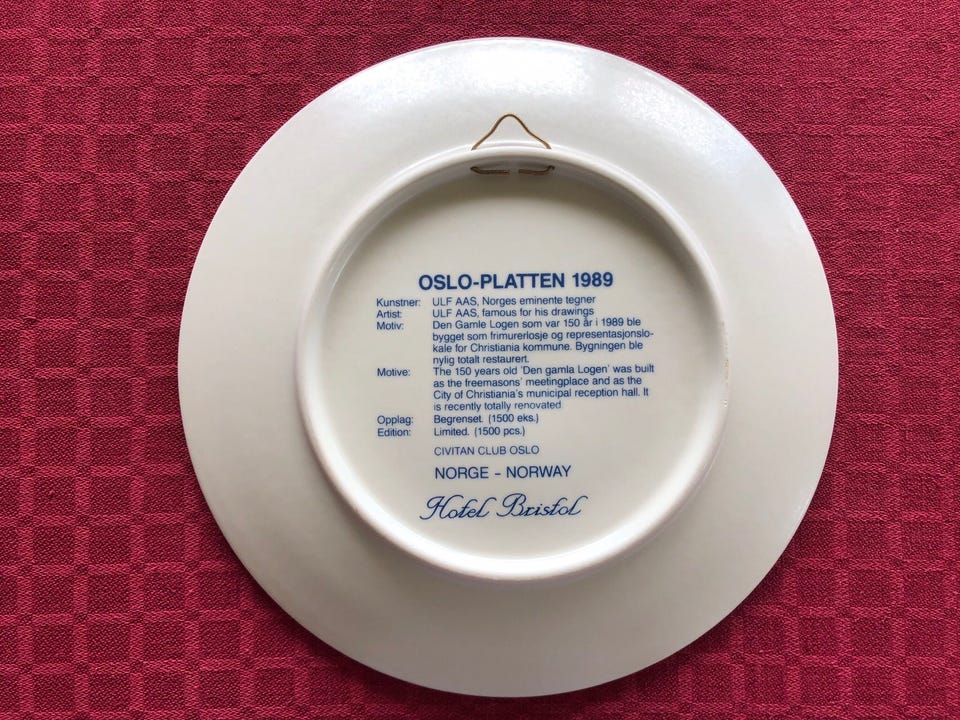 OSLO-PLATTEN 1989
Kunstner: ULF AAS, Norges eminente tegner
Artist: ULF AAS, famous for his drawings
Motiv: Den Gamle Logen som var 150 år i 1989 ble
bygget som frimurerlosje og representasjonslo-
kale for Christiania kommune. Bygningen ble
nylig totalt restaurert.
Motive: The 150 years old 'Den gamla Logen' was built
as the freemasons' meetingplace and as the
City of Christiania's municipal reception hall. It
is recently totally renovated.
Opplag: Begrenset. (1500 eks.)
Edition: Limited. (1500 pcs.)
CIVITAN CLUB OSLO
NORGE - NORWAY
Hotel Bristol